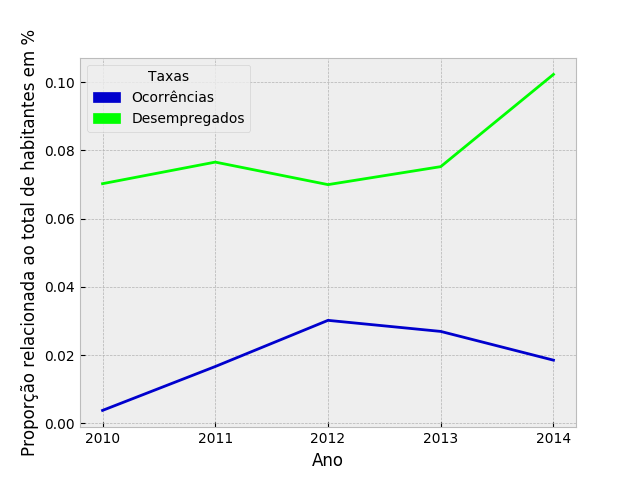 Proporção relacionada ao total de habitantes em %
0.10
0.08
0.06
0.04
0.02
0.00
Taxas
Ocorrências
Desempregados
2010 2011 2012 2013 2014
Ano